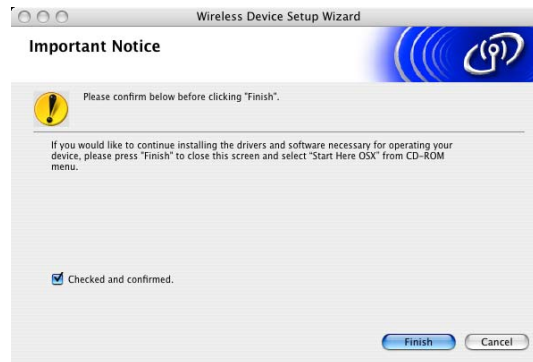 Wireless Device Setup Wizard
Important Notice
Please confirm below before clicking "Finish".
If you would like to continue installing the drivers and software necessary for operating your
device, please press "Finish" to close this screen and select "Start Here OSX" from CD-ROM
menu.
Checked and confirmed.
Finish Cancel